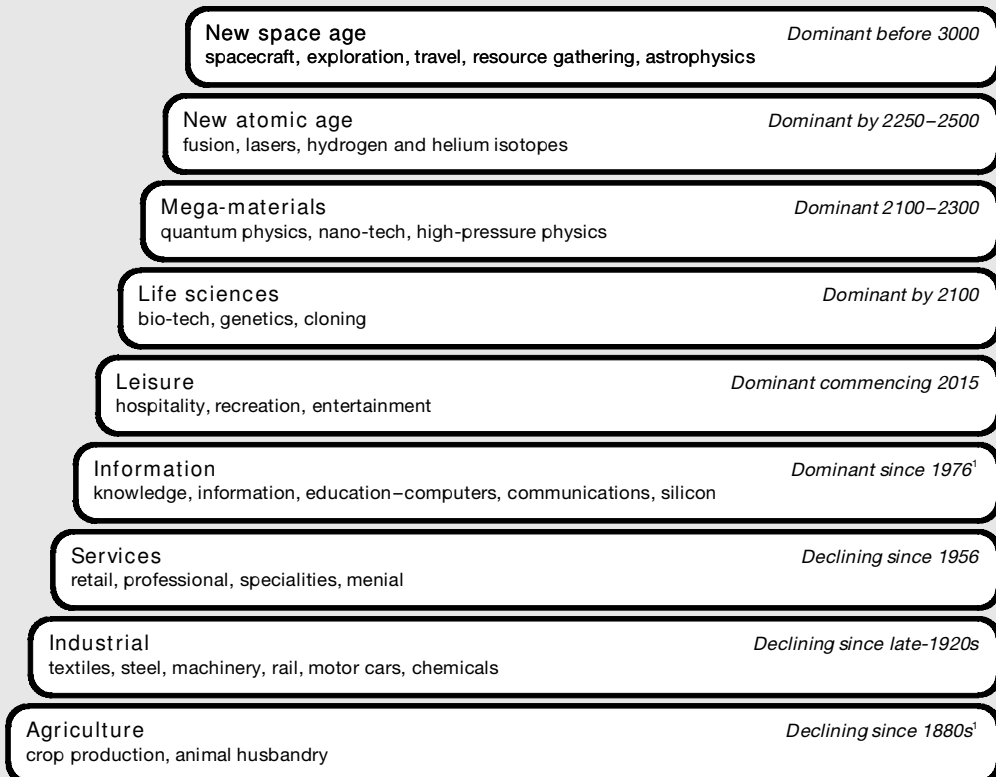 New space age Dominant before 3000
spacecraft, exploration, travel, resource gathering, astrophysics
New atomic age Dominant by 2250–2500
fusion, lasers, hydrogen and helium isotopes
Mega-materials Dominant 2100–2300
quantum physics, nano-tech, high-pressure physics
Life sciences Dominant by 2100
bio-tech, genetics, cloning
Leisure Dominant commencing 2015
hospitality, recreation, entertainment
Information Dominant since 1976¹
knowledge, information, education–computers, communications, silicon
Services Declining since 1956
retail, professional, specialities, menial
Industrial Declining since late-1920s
textiles, steel, machinery, rail, motor cars, chemicals
Agriculture Declining since 1880s¹
crop production, animal husbandry